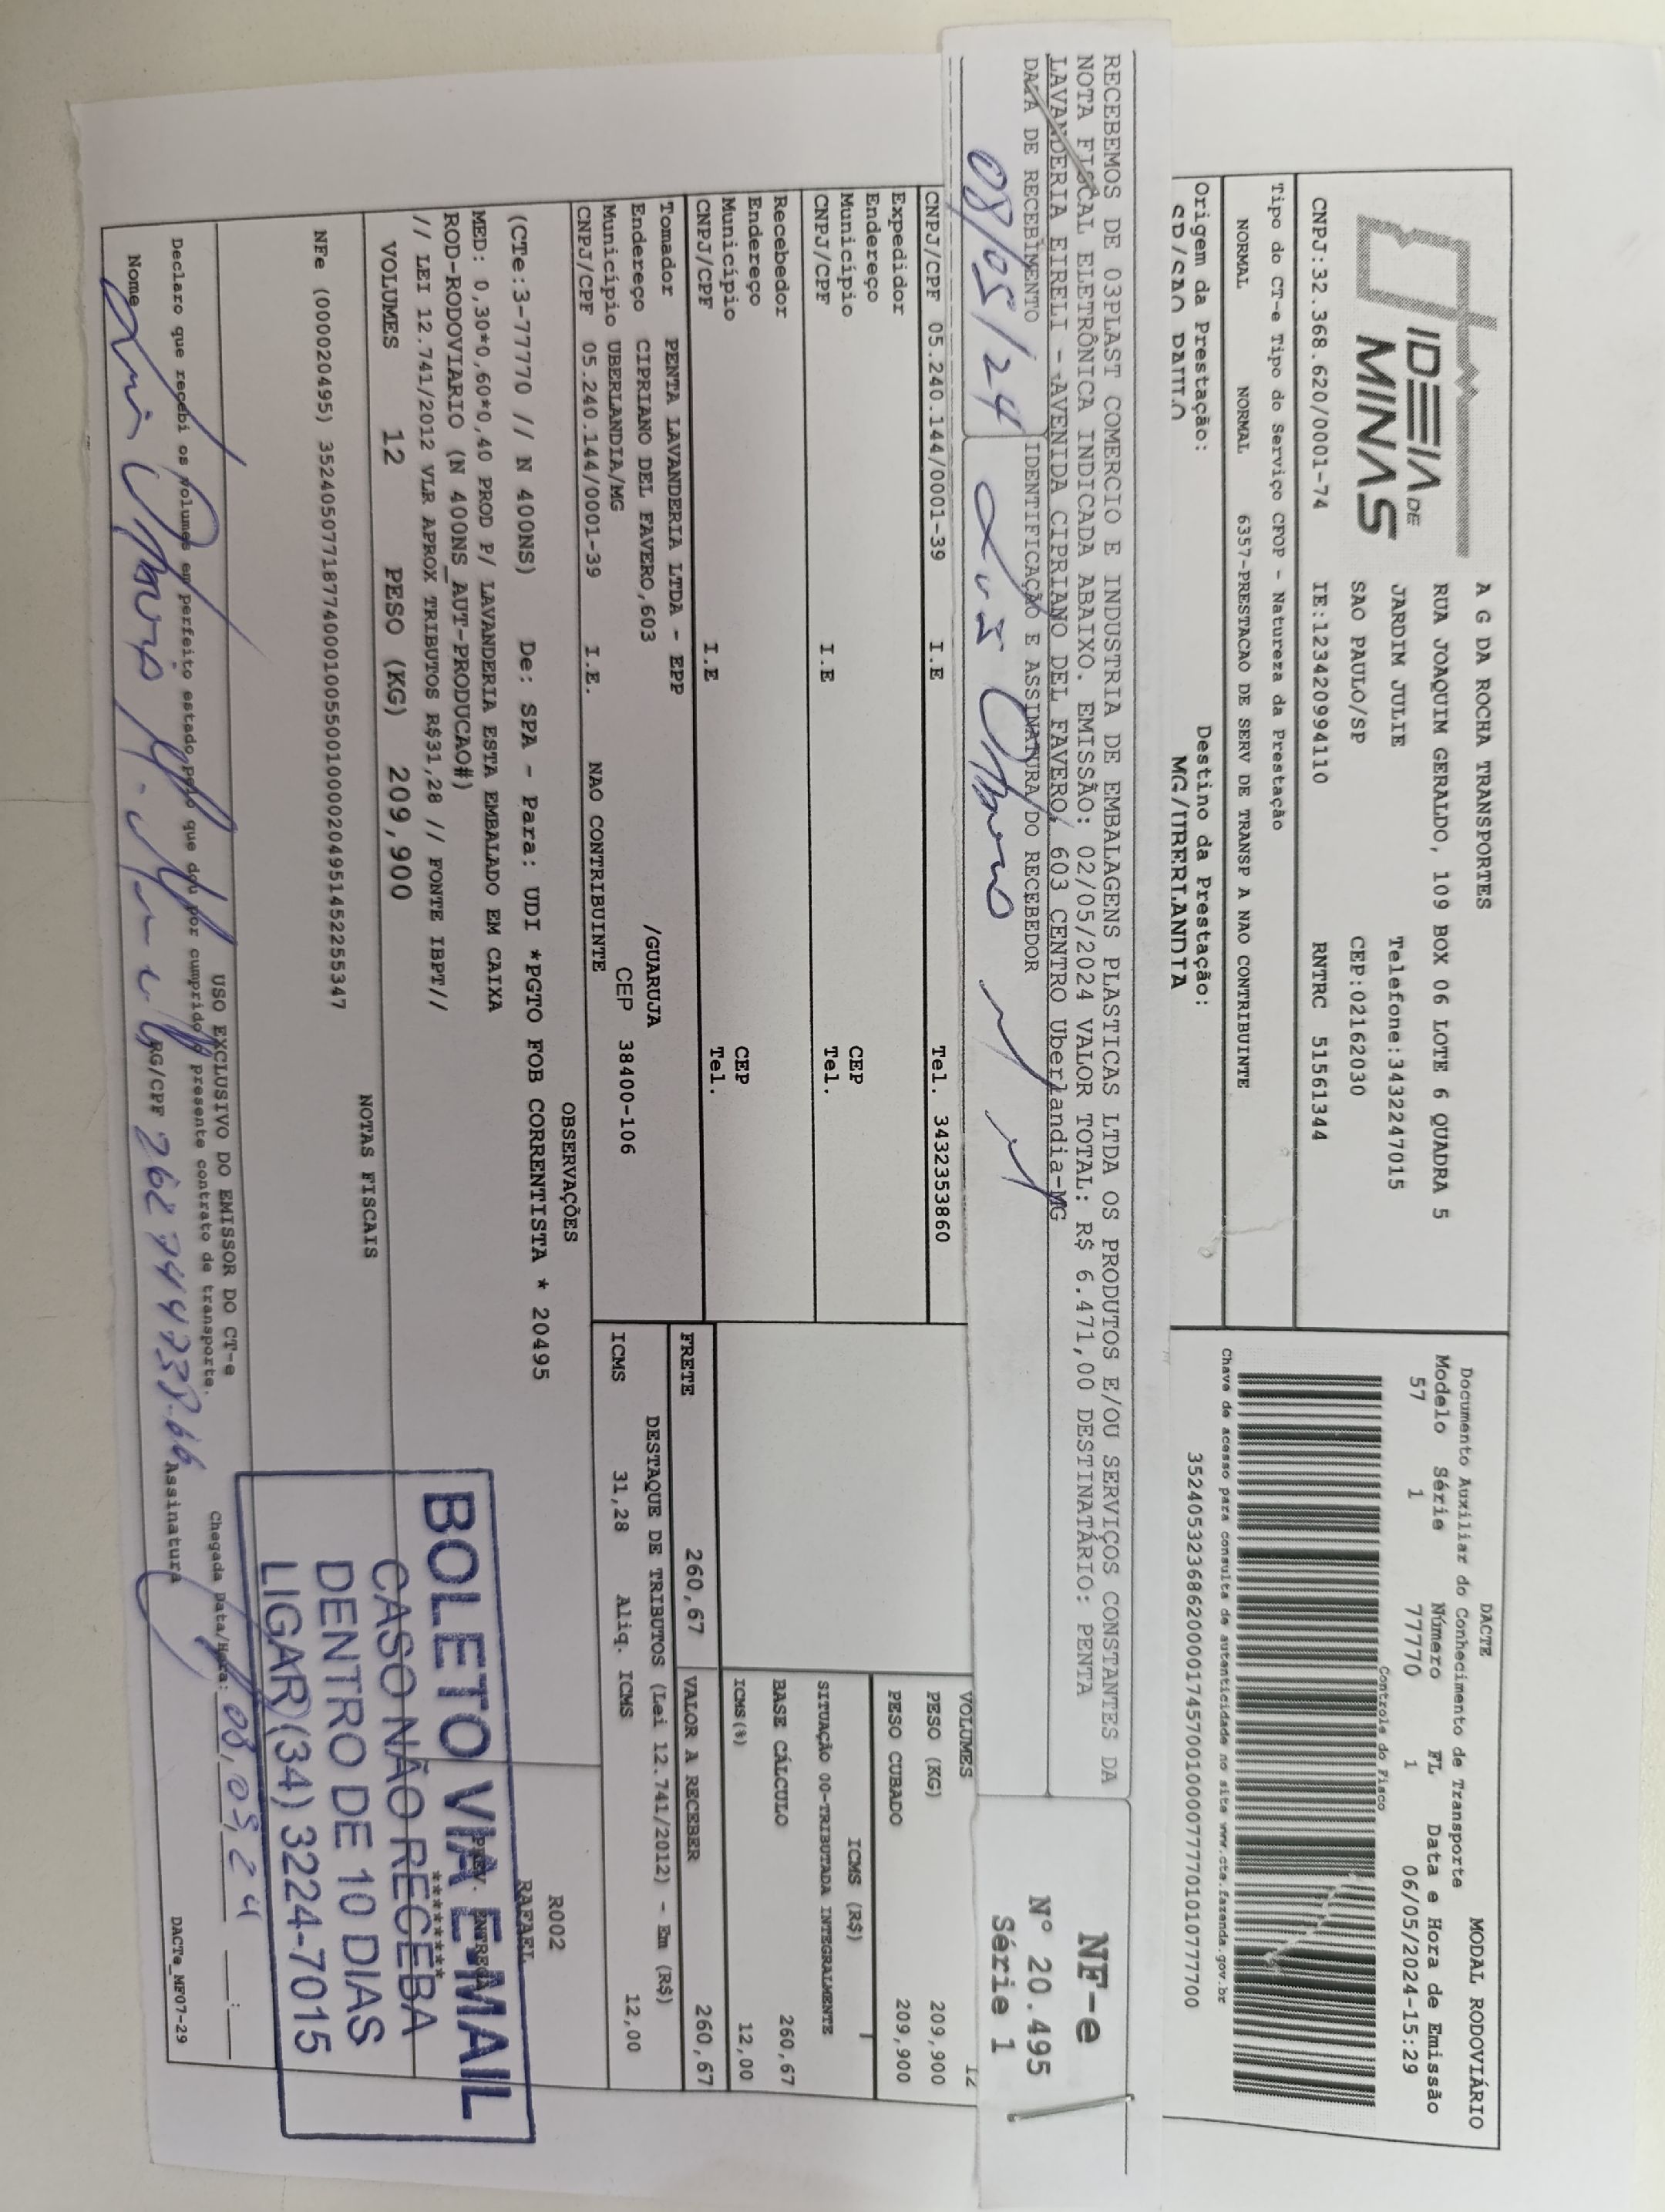 IDEIA DE
MINAS
A G DA ROCHA TRANSPORTES
RUA JOAQUIM GERALDO, 109 BOX 06 LOTE 6 QUADRA 5
JARDIM JULIE Telefone:3432247015
SAO PAULO/SP CEP:02162030
CNPJ:32.368.620/0001-74 IE:123420994110 RNTRC 51561344
Tipo do CT-e Tipo do Serviço CFOP - Natureza da Prestação
NORMAL NORMAL 6357-PRESTACAO DE SERV DE TRANSP A NAO CONTRIBUINTE
Origem da Prestação: Destino da Prestação:
SP/SAO PAULO MG/UBERLANDIA
DACTE MODAL RODOVIÁRIO
Documento Auxiliar do Conhecimento de Transporte
Modelo Série Número FL Data e Hora de Emissão
57 1 77770 1 06/05/2024-15:29
Controle do Fisco
Chave de acesso para consulta de autenticidade no site www.cte.fazenda.gov.br
35240532368620000174570010000777701010777700
RECEBEMOS DE 03PLAST COMERCIO E INDUSTRIA DE EMBALAGENS PLASTICAS LTDA OS PRODUTOS E/OU SERVIÇOS CONSTANTES DA
NOTA FISCAL ELETRÔNICA INDICADA ABAIXO. EMISSÃO: 02/05/2024 VALOR TOTAL: R$ 6.471,00 DESTINATÁRIO: PENTA
LAVANDERIA EIRELI - AVENIDA CIPRIANO DEL FAVERO, 603 CENTRO Uberlandia-MG
DATA DE RECEBIMENTO IDENTIFICAÇÃO E ASSINATURA DO RECEBEDOR
08/05/24
NF-e
N° 20.495
Série 1
CNPJ/CPF 05.240.144/0001-39 I.E Tel. 3432353860
Expedidor
Endereço
Município CEP
CNPJ/CPF I.E Tel.
Recebedor
Endereço
Município CEP
CNPJ/CPF I.E Tel.
Tomador PENTA LAVANDERIA LTDA - EPP
Endereço CIPRIANO DEL FAVERO,603 /GUARUJA
Município UBERLANDIA/MG CEP 38400-106
CNPJ/CPF 05.240.144/0001-39 I.E. NAO CONTRIBUINTE
VOLUMES 12
PESO (KG) 209,900
PESO CUBADO 209,900
ICMS (R$)
SITUAÇÃO 00-TRIBUTADA INTEGRALMENTE
BASE CÁLCULO 260,67
ICMS(%) 12,00
FRETE 260,67 VALOR A RECEBER 260,67
DESTAQUE DE TRIBUTOS (Lei 12.741/2012) - Em (R$)
ICMS 31,28 Aliq. ICMS 12,00
OBSERVAÇÕES
(CTe:3-77770 // N 400NS) De: SPA - Para: UDI *PGTO FOB CORRENTISTA * 20495
MED: 0,30*0,60*0,40 PROD P/ LAVANDERIA ESTA EMBALADO EM CAIXA
ROD-RODOVIARIO (N 400NS_AUT-PRODUCAO#)
// LEI 12.741/2012 VLR APROX TRIBUTOS R$31,28 // FONTE IBPT//
R002
RAFAEL
PREV. ENTREGA
********
VOLUMES 12 PESO (KG) 209,900
NOTAS FISCAIS
NFe (000020495) 35240507718774000100550010000204951452255347
BOLETO VIA EMAIL
CASO NÃO RECEBA
DENTRO DE 10 DIAS
LIGAR (34) 3224-7015
USO EXCLUSIVO DO EMISSOR DO CT-e
Declaro que recebi os volumes em perfeito estado pelo que dou por cumprido o presente contrato de transporte.
Chegada Data/Hora: 08,05,24 __:__
Nome RG/CPF Assinatura
DACTe_MF07-29